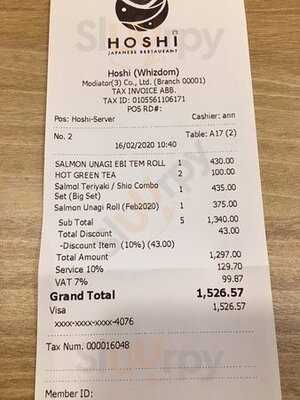 HOSHI
JAPANESE RESTAURANT
Hoshi (Whizdom)
Modiator(3) Co., Ltd. (Branch 00001)
TAX INVOICE ABB.
TAX ID: 0105561106171
POS RD#:
Pos: Hoshi-Server Cashier: ann
No. 2 Table: A17 (2)
16/02/2020 10:40
SALMON UNAGI EBI TEM ROLL 1 430.00
HOT GREEN TEA 2 100.00
Salmol Teriyaki / Shio Combo 1 435.00
Set (Big Set)
Salmon Unagi Roll (Feb2020) 1 375.00
Sub Total 5 1,340.00
Total Discount 43.00
-Discount Item (10%) (43.00)
Total Amount 1,297.00
Service 10% 129.70
VAT 7% 99.87
Grand Total 1,526.57
Visa 1,526.57
xxxx-xxxx-xxxx-4076
Tax Num. 000016048
Member ID: